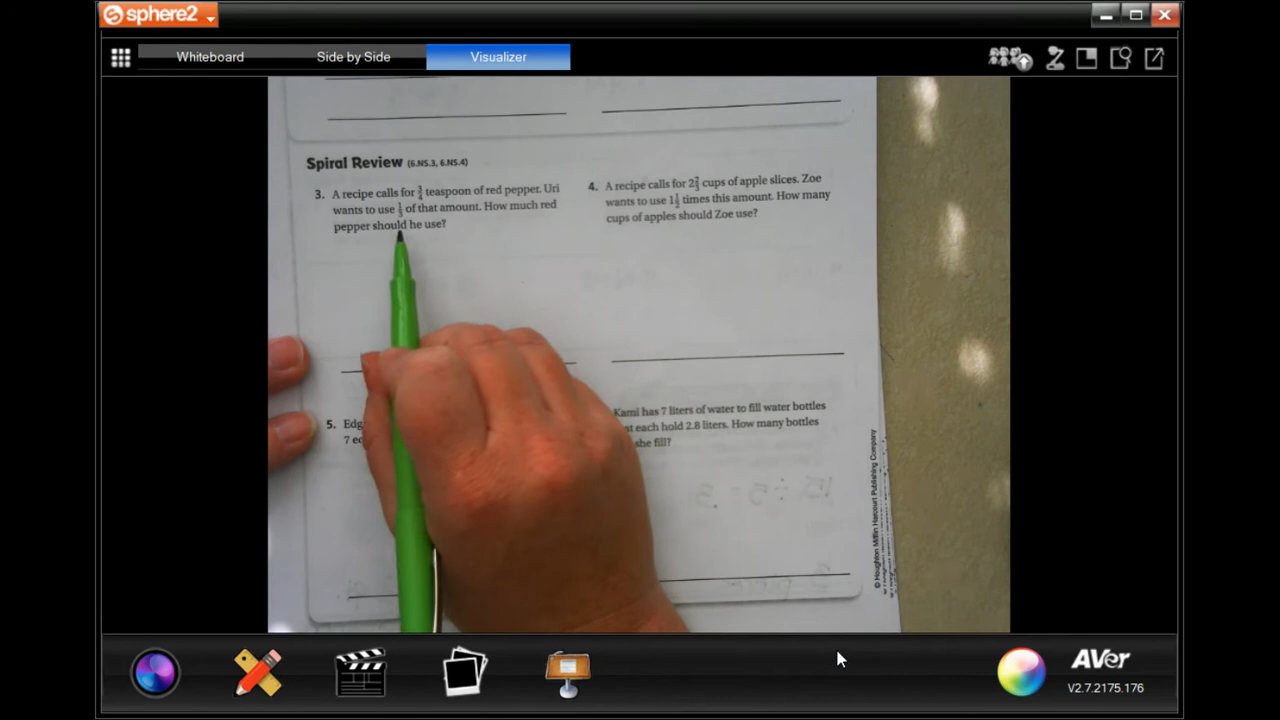 sphere2
Whiteboard
Side by Side
Visualizer
Spiral Review (6.NS.3, 6.NS.4)
3. A recipe calls for 3/4 teaspoon of red pepper. Uri
wants to use 1/3 of that amount. How much red
pepper should he use?
4. A recipe calls for 2 2/3 cups of apple slices. Zoe
wants to use 1 1/2 times this amount. How many
cups of apples should Zoe use?
5. Edg
7
Kami has 7 liters of water to fill water bottles
each hold 2.8 liters. How many bottles
she fill?
© Houghton Mifflin Harcourt Publishing Company
AVer
V2.7.2175.176